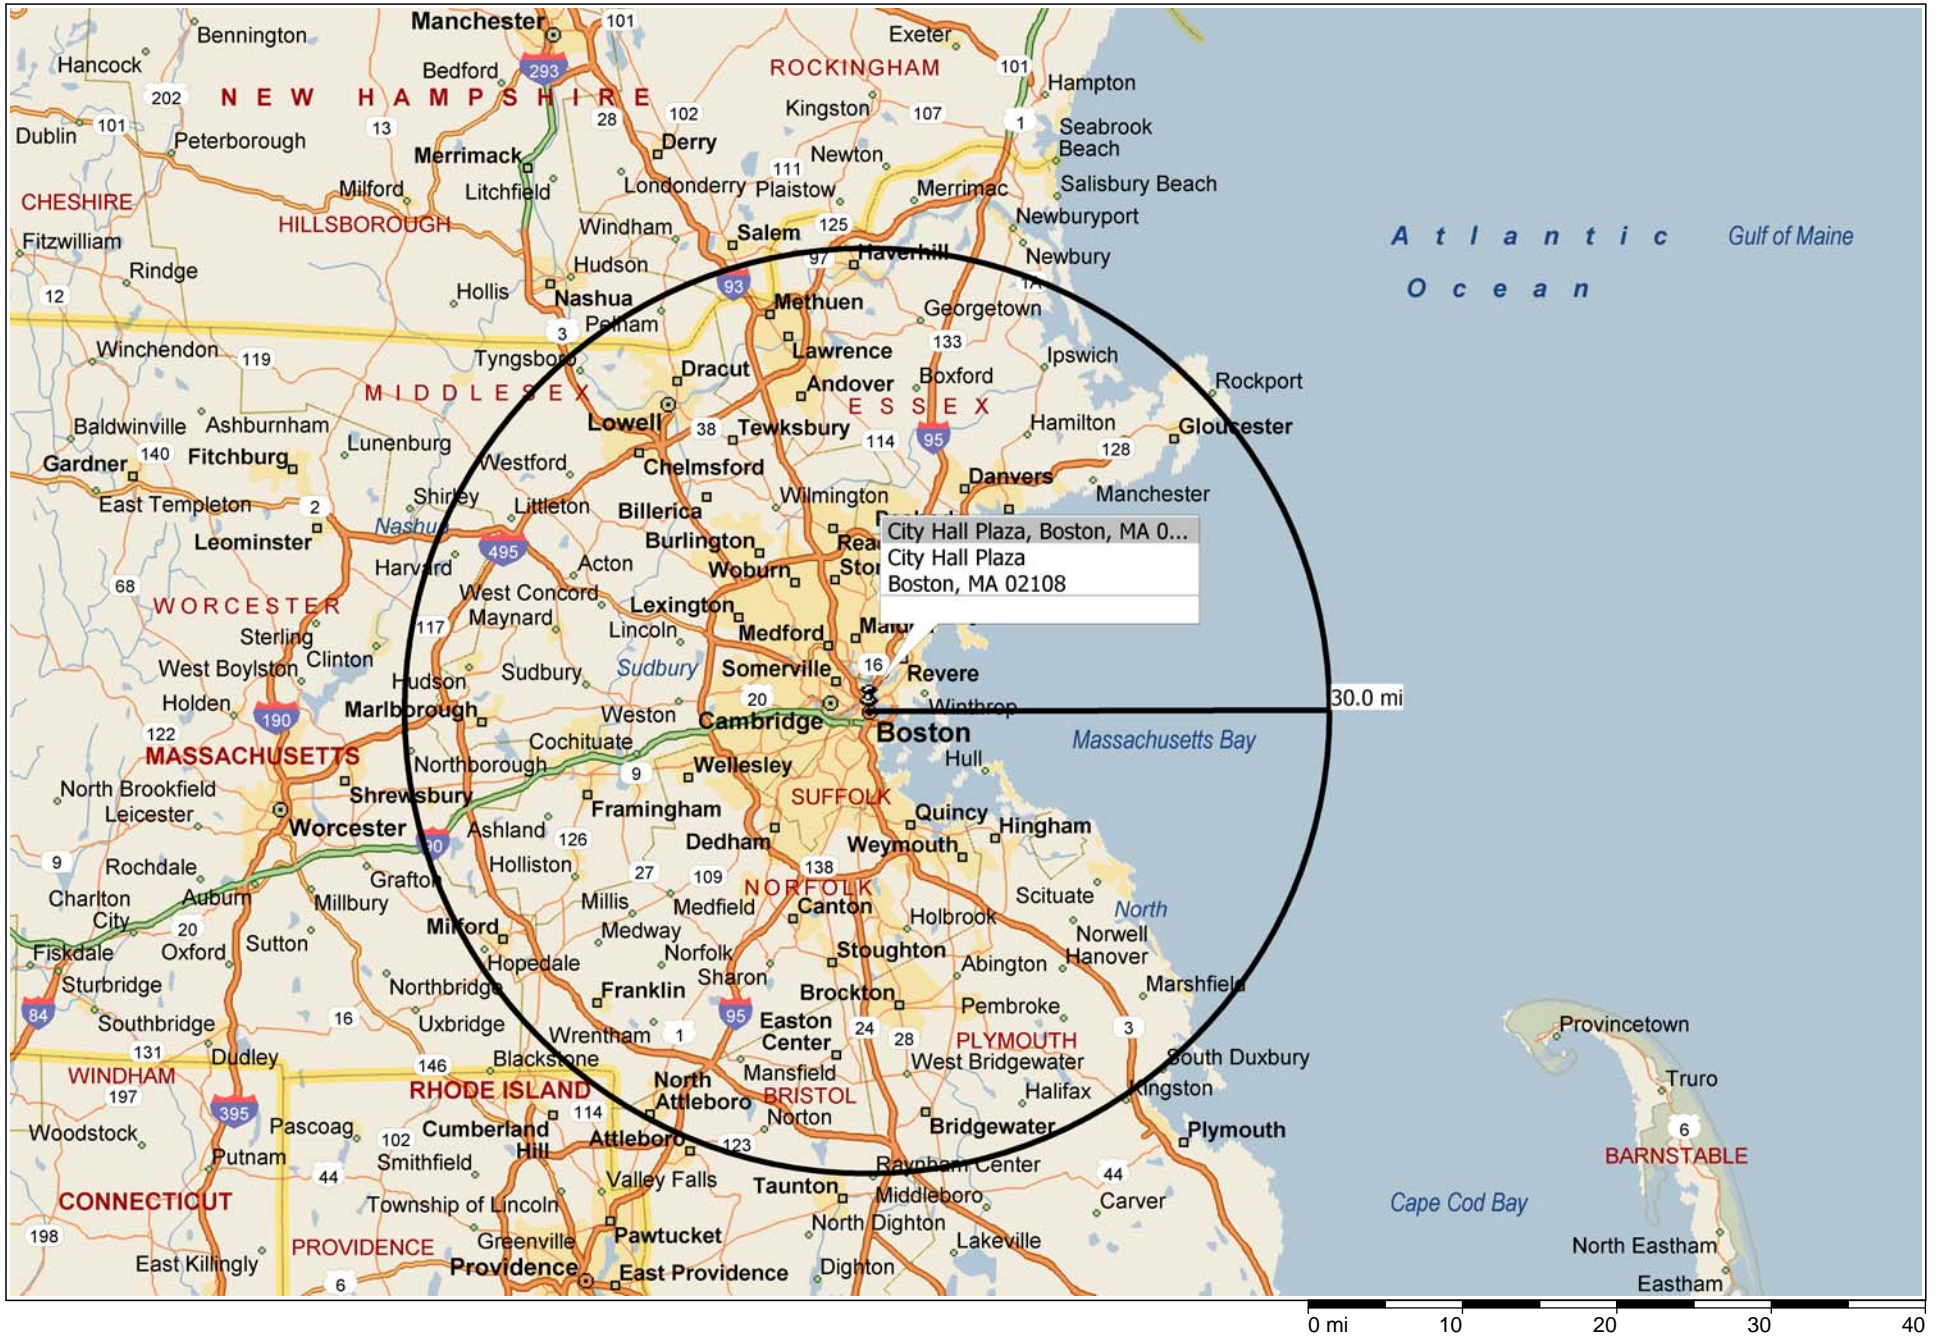 Manchester
101
Bennington
Exeter
Hancock
Bedford
293
ROCKINGHAM
101
Hampton
202
NEW HAMPSHIRE
Kingston
107
102
28
1
Seabrook
Beach
Dublin
101
13
Peterborough
Derry
Merrimack
Newton
111
Milford
Litchfield
Londonderry
Plaistow
Merrimac
Salisbury Beach
CHESHIRE
HILLSBOROUGH
Windham
125
Newburyport
Fitzwilliam
Salem
Atlantic
Gulf of Maine
97
Haverhill
Newbury
Rindge
Hudson
93
1A
Ocean
12
Hollis
Nashua
Methuen
Georgetown
3
Pelham
133
Winchendon
119
Tyngsboro
Lawrence
Ipswich
Dracut
Andover
Boxford
Rockport
MIDDLESEX
ESSEX
Baldwinville
Ashburnham
Lowell
38
Tewksbury
Hamilton
Gloucester
Lunenburg
114
95
128
Gardner
140
Fitchburg
Westford
Chelmsford
Danvers
East Templeton
2
Shirley
Littleton
Billerica
Wilmington
Manchester
Nashua
Leominster
495
Burlington
Rea
City Hall Plaza, Boston, MA 0...
City Hall Plaza
Boston, MA 02108
Harvard
Acton
Woburn
Sto
68
West Concord
WORCESTER
Maynard
Lexington
117
Lincoln
Medford
Sterling
West Boylston
Clinton
Sudbury
Sudbury
Somerville
16
Revere
Holden
Hudson
190
Marlborough
Weston
20
Cambridge
Winthrop
30.0 mi
122
MASSACHUSETTS
Cochituate
Boston
Massachusetts Bay
Northborough
9
Wellesley
Hull
North Brookfield
Shrewsbury
Framingham
SUFFOLK
Leicester
Worcester
Ashland
Quincy
Hingham
90
126
Dedham
Weymouth
9
Rochdale
Holliston
27
109
138
Grafton
NORFOLK
Charlton
City
Auburn
Millbury
Millis
Medfield
Canton
Scituate
North
20
Holbrook
Milford
Medway
Norwell
Fiskdale
Oxford
Sutton
Norfolk
Stoughton
Hanover
Hopedale
Sharon
Abington
Sturbridge
Northbridge
Franklin
Brockton
Marshfield
84
Pembroke
Southbridge
16
Uxbridge
Wrentham
1
95
Easton
Center
24
28
PLYMOUTH
3
Provincetown
131
Dudley
Blackstone
West Bridgewater
South Duxbury
WINDHAM
146
Mansfield
197
RHODE ISLAND
North
Attleboro
BRISTOL
Halifax
Kingston
Truro
395
114
Norton
Woodstock
Pascoag
102
Cumberland
Hill
Attleboro
123
Bridgewater
Plymouth
6
Putnam
Smithfield
Raynham Center
BARNSTABLE
44
Valley Falls
44
CONNECTICUT
Township of Lincoln
Taunton
Middleboro
Carver
Cape Cod Bay
198
North Dighton
PROVIDENCE
Greenville
Pawtucket
Lakeville
North Eastham
East Killingly
Providence
East Providence
Dighton
6
Eastham
0 mi 10 20 30 40